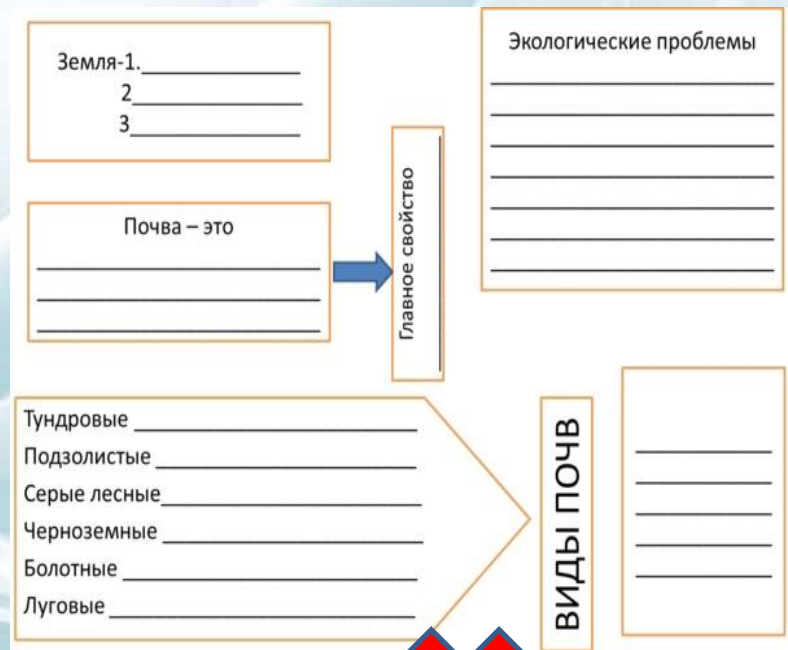 Земля-1.
2
3
Почва – это
Главное свойство
Экологические проблемы
Тундровые
Подзолистые
Серые лесные
Черноземные
Болотные
Луговые
ВИДЫ ПОЧВ